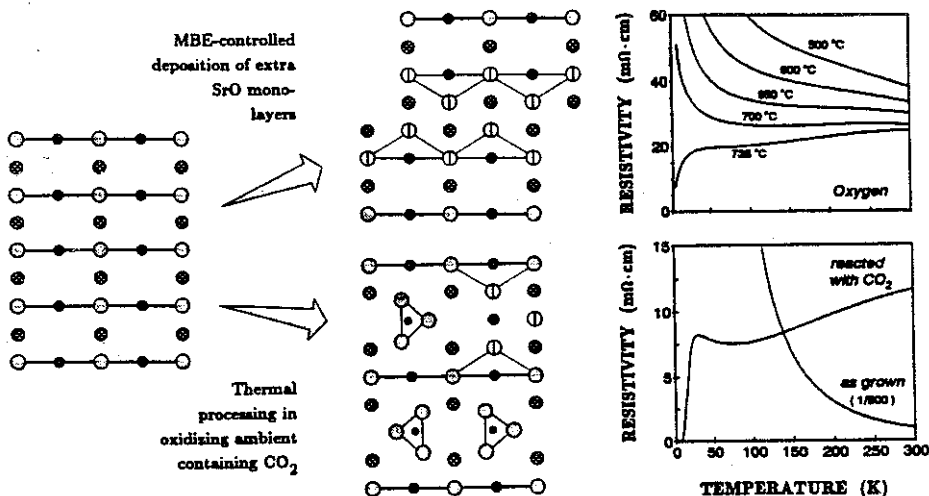 MBE-controlled
deposition of extra
SrO mono-
layers
Thermal
processing in
oxidising ambient
containing CO2
RESISTIVITY (mΩ·cm)
60
40
20
0
500 °C
600 °C
650 °C
700 °C
725 °C
Oxygen
RESISTIVITY (mΩ·cm)
15
10
5
0
reacted
with CO2
as grown
(1/800)
0 50 100 150 200 250 300
TEMPERATURE (K)